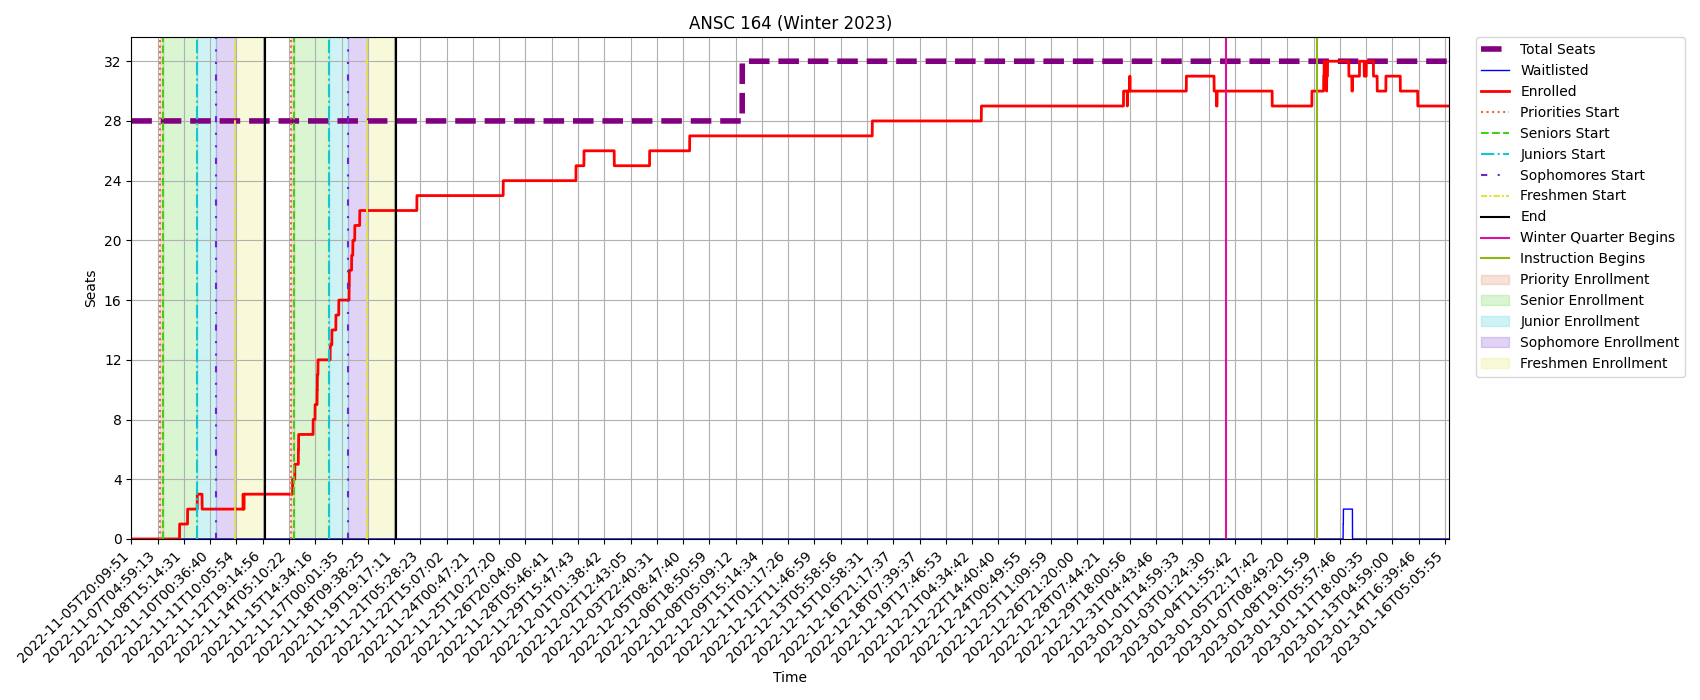 ANSC 164 (Winter 2023)
Seats
32
28
24
20
16
12
8
4
0
2022-11-05T20:09:51
2022-11-07T04:59:13
2022-11-08T15:14:31
2022-11-10T00:36:40
2022-11-11T10:05:54
2022-11-12T19:14:56
2022-11-14T05:10:22
2022-11-15T14:34:16
2022-11-17T00:01:35
2022-11-18T09:38:25
2022-11-19T19:17:11
2022-11-21T05:28:23
2022-11-22T15:07:02
2022-11-24T00:47:21
2022-11-25T10:27:20
2022-11-26T20:04:00
2022-11-28T05:46:41
2022-11-29T15:47:43
2022-12-01T01:38:42
2022-12-02T12:43:05
2022-12-03T22:40:31
2022-12-05T08:47:40
2022-12-06T18:50:59
2022-12-08T05:09:12
2022-12-09T15:14:34
2022-12-11T01:17:26
2022-12-12T11:46:59
2022-12-13T05:58:56
2022-12-15T10:58:31
2022-12-16T21:17:37
2022-12-18T07:39:37
2022-12-19T17:46:53
2022-12-21T04:34:42
2022-12-22T14:40:40
2022-12-24T00:49:55
2022-12-25T11:09:59
2022-12-26T21:20:00
2022-12-28T07:44:21
2022-12-29T18:00:56
2022-12-31T04:43:46
2023-01-01T14:59:33
2023-01-03T01:24:30
2023-01-04T11:55:42
2023-01-05T22:17:42
2023-01-07T08:49:20
2023-01-08T19:15:59
2023-01-10T05:57:46
2023-01-11T18:00:35
2023-01-13T04:59:00
2023-01-14T16:39:46
2023-01-16T05:05:55
Time
Total Seats
Waitlisted
Enrolled
Priorities Start
Seniors Start
Juniors Start
Sophomores Start
Freshmen Start
End
Winter Quarter Begins
Instruction Begins
Priority Enrollment
Senior Enrollment
Junior Enrollment
Sophomore Enrollment
Freshmen Enrollment